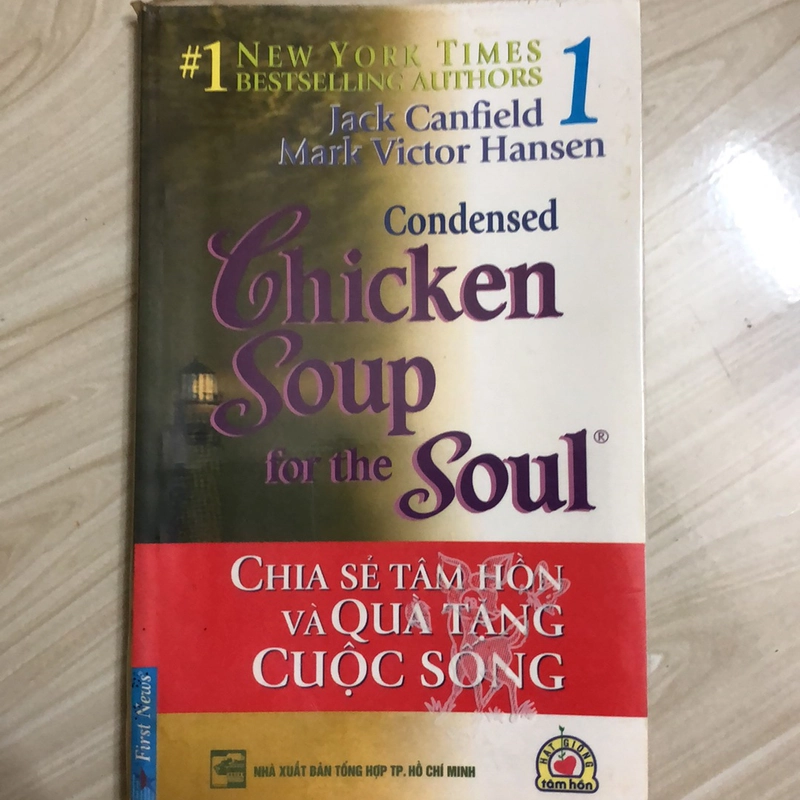 #1 NEW YORK TIMES
BESTSELLING AUTHORS
1
Jack Canfield
Mark Victor Hansen
Condensed
Chicken
Soup
for the Soul®
CHIA SẺ TÂM HỒN
VÀ QUÀ TẶNG
CUỘC SỐNG
First News
NHÀ XUẤT BẢN TỔNG HỢP TP. HỒ CHÍ MINH
HẠT GIỐNG
tâm hồn